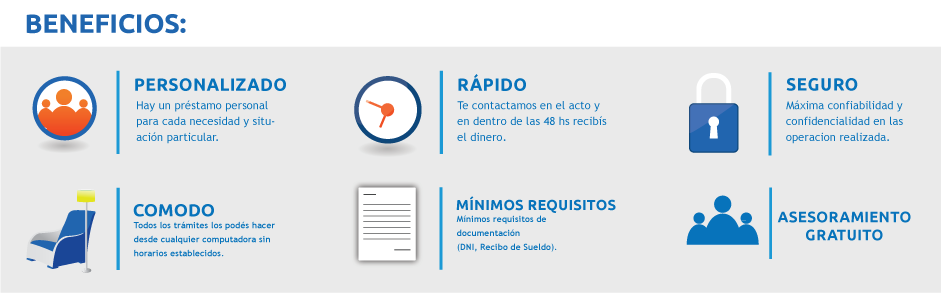 BENEFICIOS:
PERSONALIZADO
Hay un préstamo personal
para cada necesidad y situ-
ación particular.
RÁPIDO
Te contactamos en el acto y
en dentro de las 48 hs recibís
el dinero.
SEGURO
Máxima confiabilidad y
confidencialidad en las
operacion realizada.
COMODO
Todos los trámites los podés hacer
desde cualquier computadora sin
horarios establecidos.
MÍNIMOS REQUISITOS
Mínimos requisitos de
documentación
(DNI, Recibo de Sueldo).
ASESORAMIENTO
GRATUITO